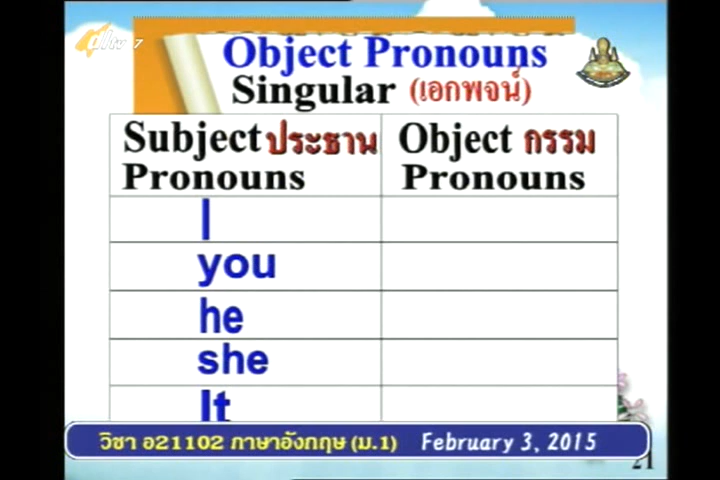 dltv 7
Object Pronouns
Singular (เอกพจน์)
Subject ประธาน Object กรรม
Pronouns Pronouns
I
you
he
she
It
วิชา อ21102 ภาษาอังกฤษ (ม.1) February 3, 2015
21